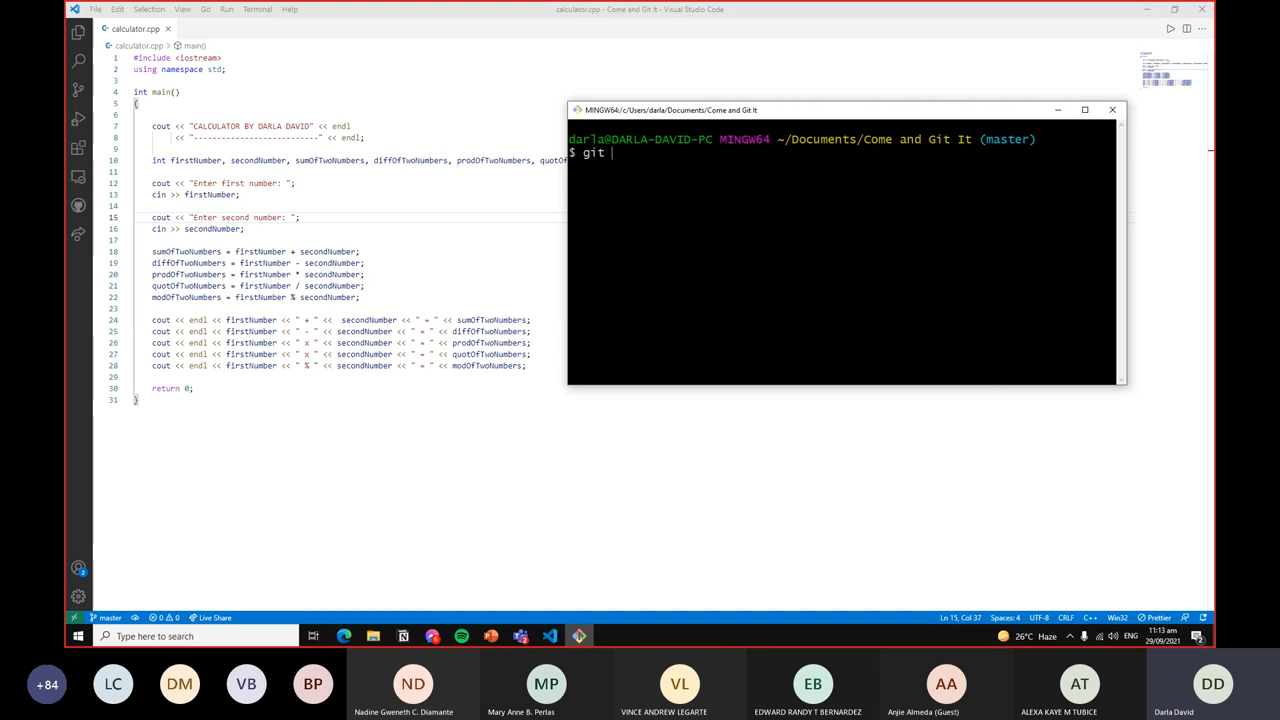 File Edit Selection View Go Run Terminal Help
calculator.cpp - Come and Git It - Visual Studio Code
calculator.cpp
calculator.cpp > main()
1 #include <iostream>
2 using namespace std;
3
4 int main()
5 {
6
7 cout << "CALCULATOR BY DARLA DAVID" << endl
8 << "---------------------------" << endl;
9
10 int firstNumber, secondNumber, sumOfTwoNumbers, diffOfTwoNumbers, prodOfTwoNumbers, quotO
11
12 cout << "Enter first number: ";
13 cin >> firstNumber;
14
15 cout << "Enter second number: ";
16 cin >> secondNumber;
17
18 sumOfTwoNumbers = firstNumber + secondNumber;
19 diffOfTwoNumbers = firstNumber - secondNumber;
20 prodOfTwoNumbers = firstNumber * secondNumber;
21 quotOfTwoNumbers = firstNumber / secondNumber;
22 modOfTwoNumbers = firstNumber % secondNumber;
23
24 cout << endl << firstNumber << " + " <<  secondNumber << " = " << sumOfTwoNumbers;
25 cout << endl << firstNumber << " - " << secondNumber << " = " << diffOfTwoNumbers;
26 cout << endl << firstNumber << " x " << secondNumber << " = " << prodOfTwoNumbers;
27 cout << endl << firstNumber << " x " << secondNumber << " = " << quotOfTwoNumbers;
28 cout << endl << firstNumber << " % " << secondNumber << " = " << modOfTwoNumbers;
29
30 return 0;
31 }
MINGW64:/c/Users/darla/Documents/Come and Git It
darla@DARLA-DAVID-PC MINGW64 ~/Documents/Come and Git It (master)
$ git
master 0 0 Live Share
Ln 15, Col 37 Spaces: 4 UTF-8 CRLF C++ Win32 Prettier
Type here to search
26°C Haze ENG
11:13 am
29/09/2021
+84 LC DM VB BP ND MP VL EB AA AT DD
Nadine Gweneth C. Diamante Mary Anne B. Perlas VINCE ANDREW LEGARTE EDWARD RANDY T BERNARDEZ Anjie Almeda (Guest) ALEXA KAYE M TUBICE Darla David